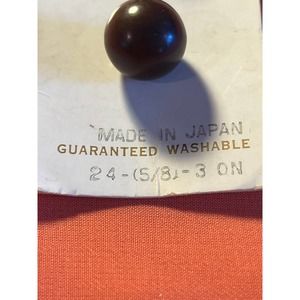 MADE IN JAPAN
GUARANTEED WASHABLE
24-(5/8)-3 ON